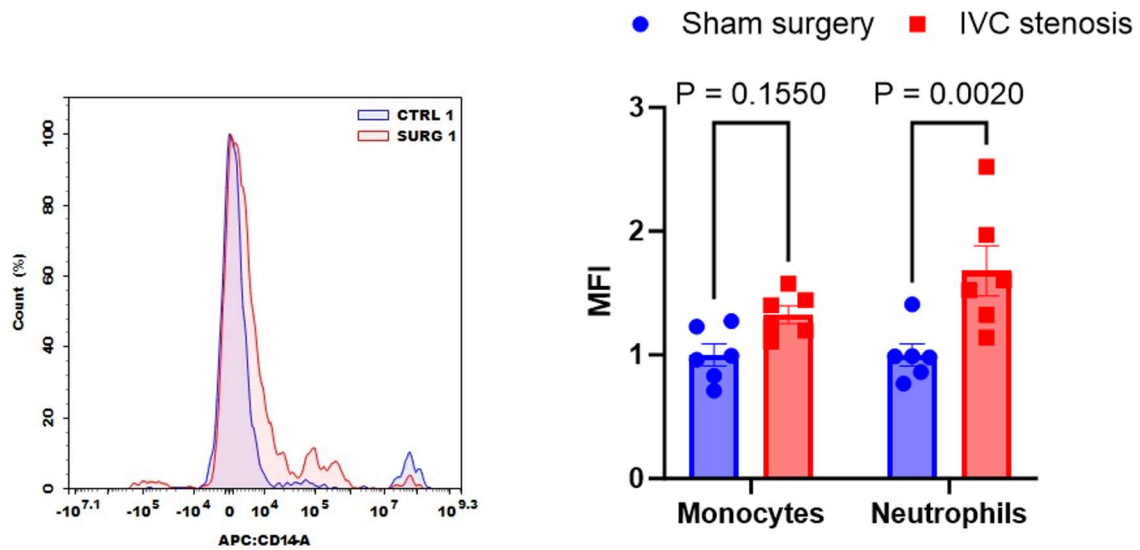 Count (%)
100
80
60
40
20
0
CTRL 1
SURG 1
-10^7.1
-10^5
-10^4
0
10^4
10^5
10^7
10^9.3
APC:CD14-A
Sham surgery
IVC stenosis
P = 0.1550
P = 0.0020
MFI
3
2
1
0
Monocytes
Neutrophils